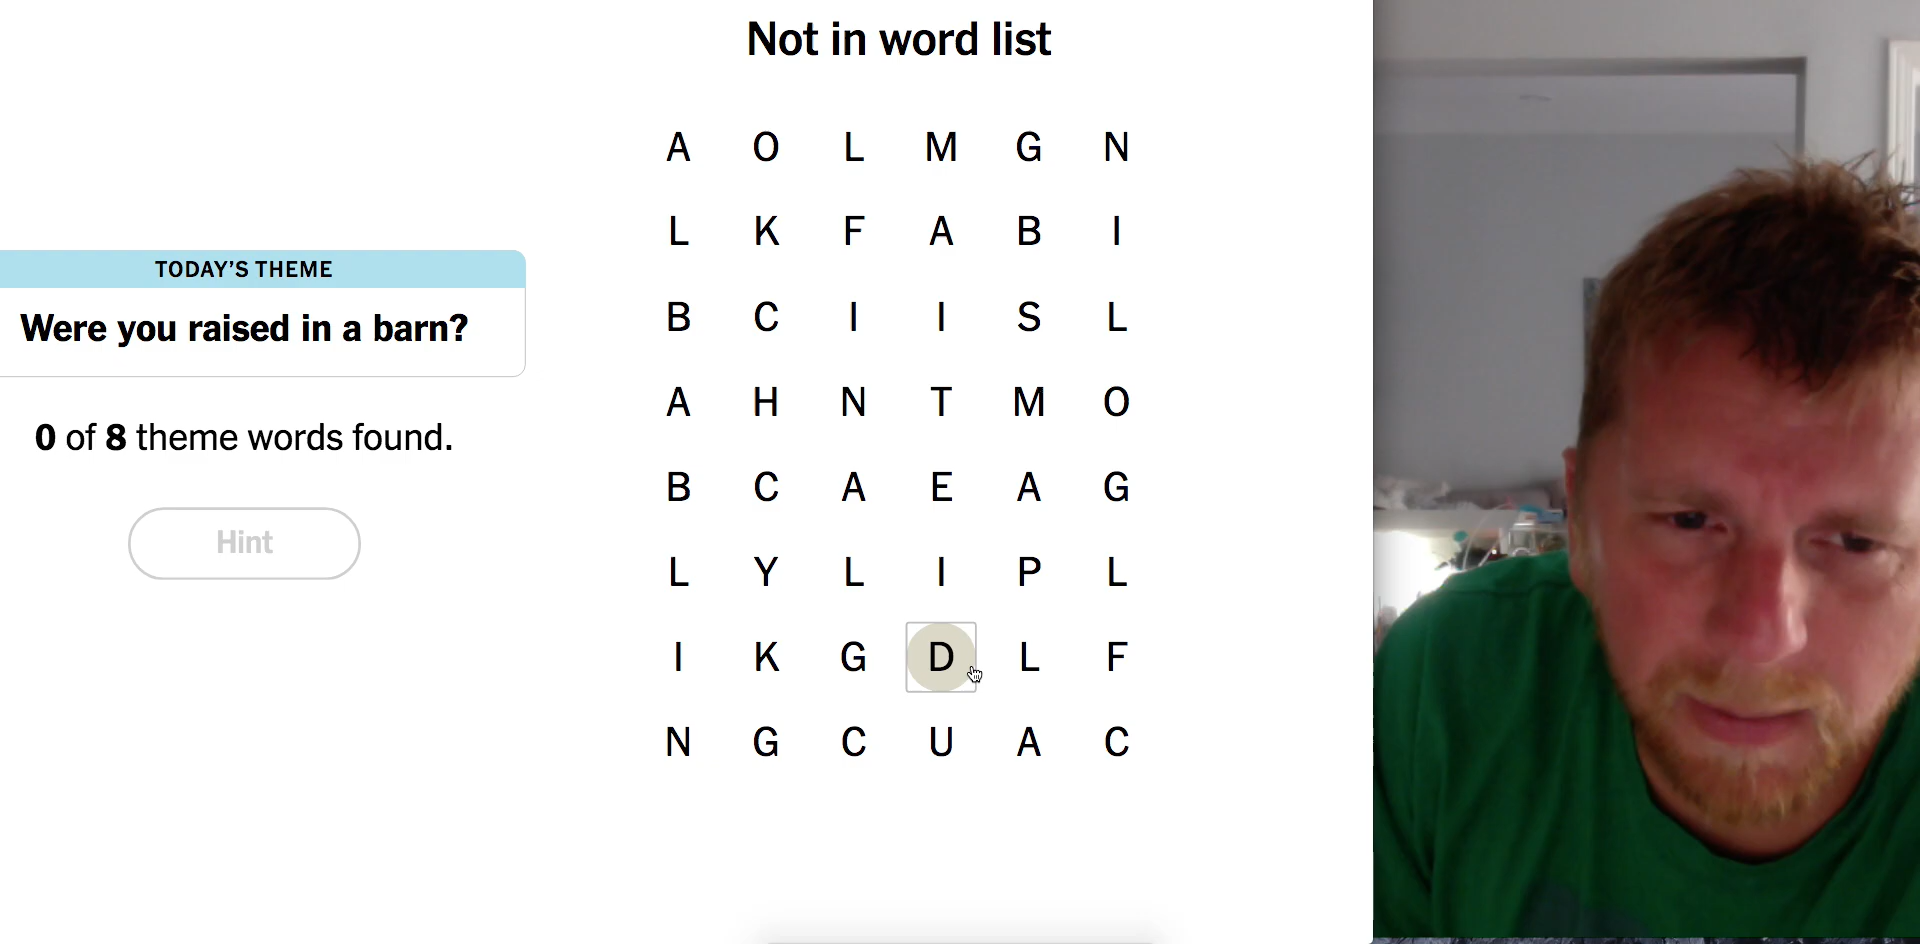 Not in word list
TODAY'S THEME
Were you raised in a barn?
0 of 8 theme words found.
Hint
A O L M G N
L K F A B I
B C I I S L
A H N T M O
B C A E A G
L Y L I P L
I K G D L F
N G C U A C